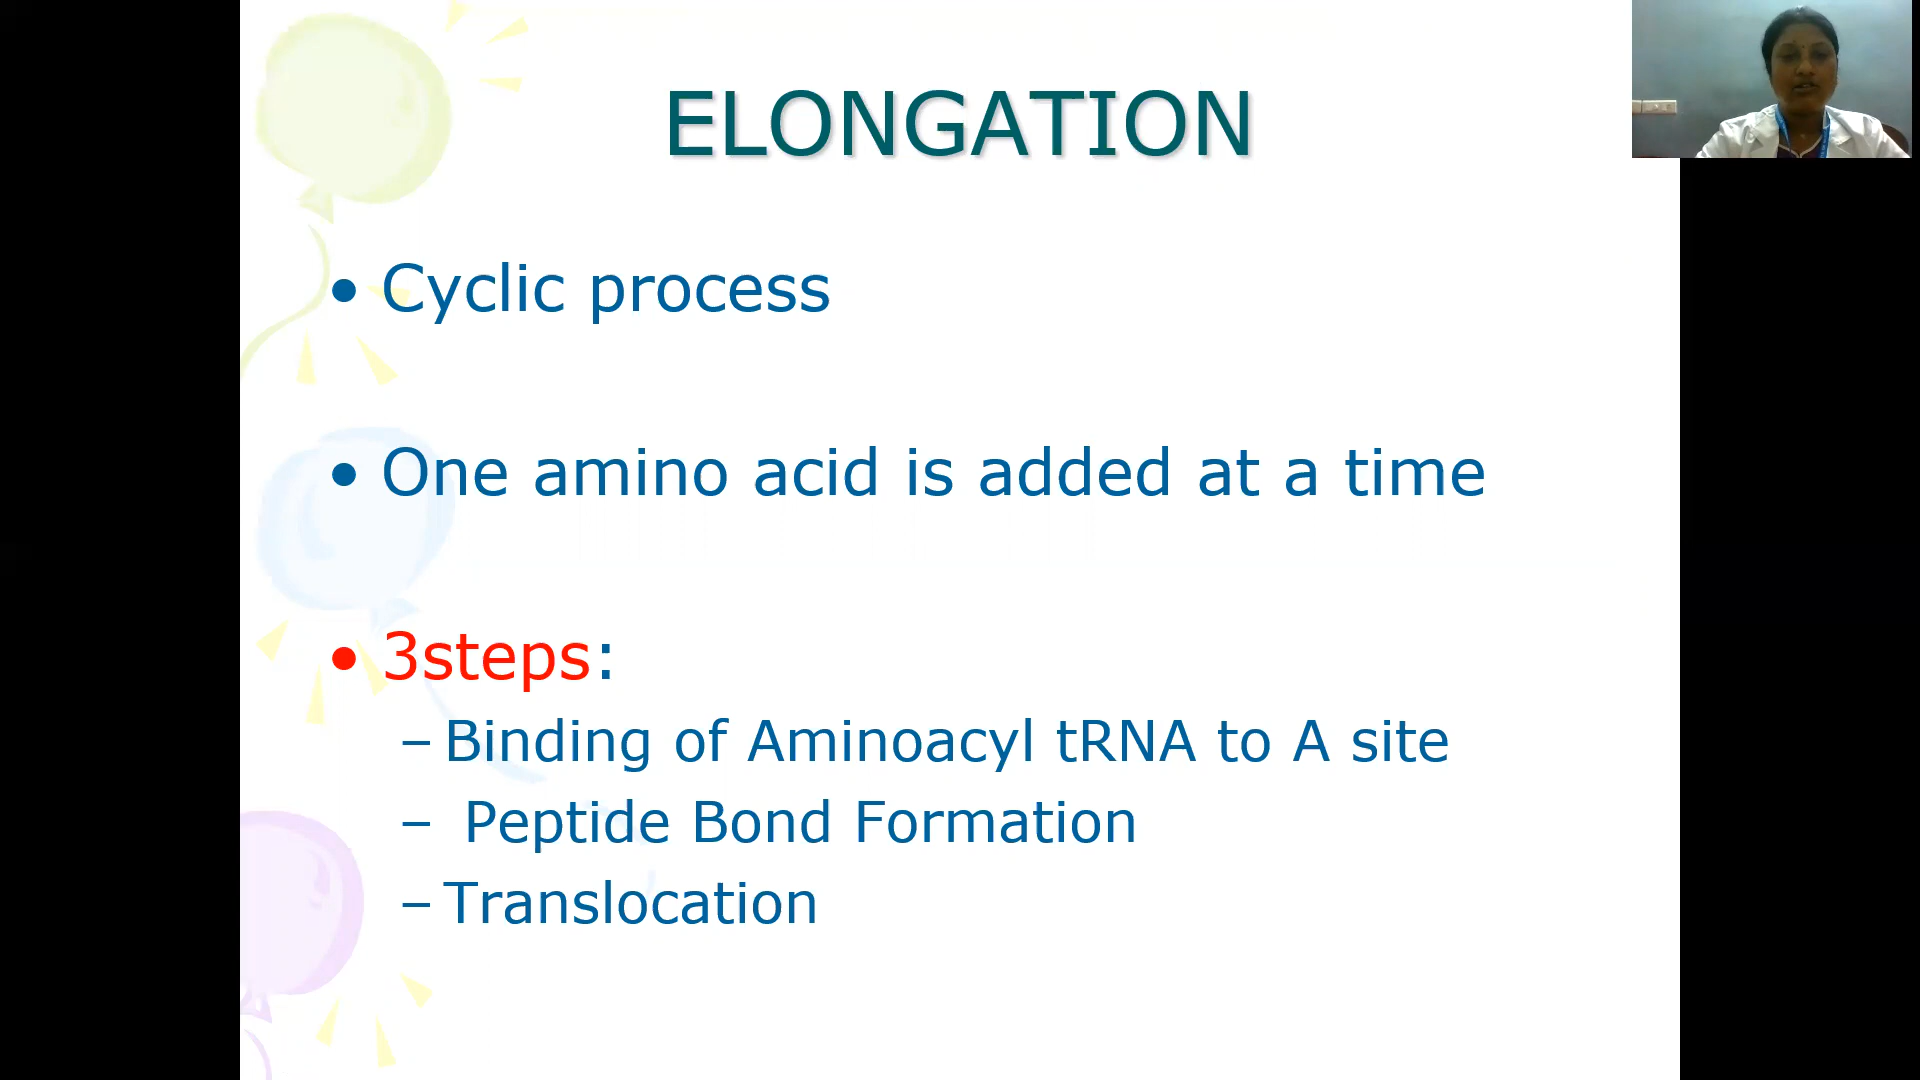 ELONGATION
• Cyclic process
• One amino acid is added at a time
• 3steps:
– Binding of Aminoacyl tRNA to A site
– Peptide Bond Formation
– Translocation